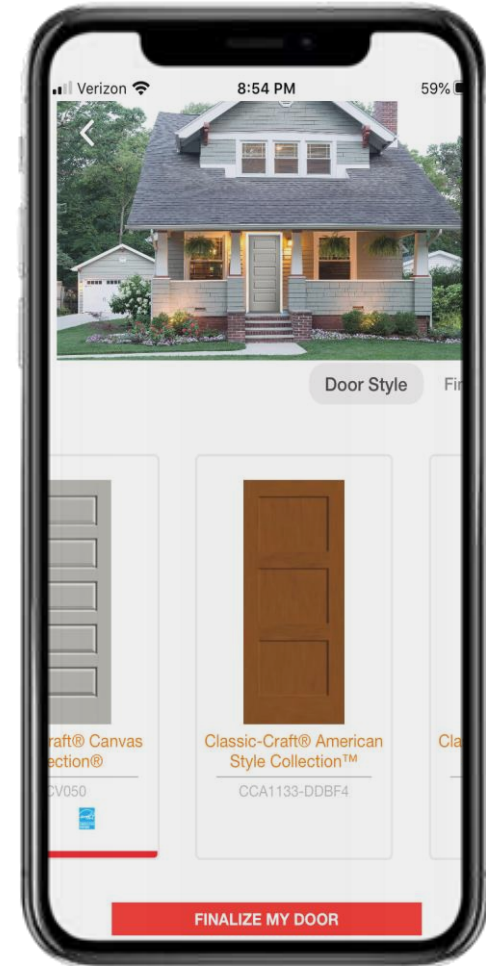 Verizon
8:54 PM
59%
Door Style
Fin
raft® Canvas
ection®
CV050
Classic-Craft® American
Style Collection™
CCA1133-DDBF4
Cla
FINALIZE MY DOOR